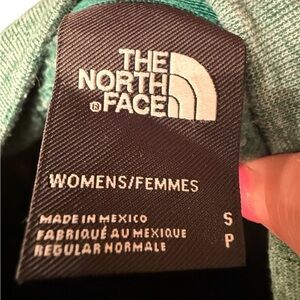 THE
NORTH
FACE
WOMENS/FEMMES
MADE IN MEXICO S
FABRIQUÉ AU MEXIQUE P
REGULAR NORMALE